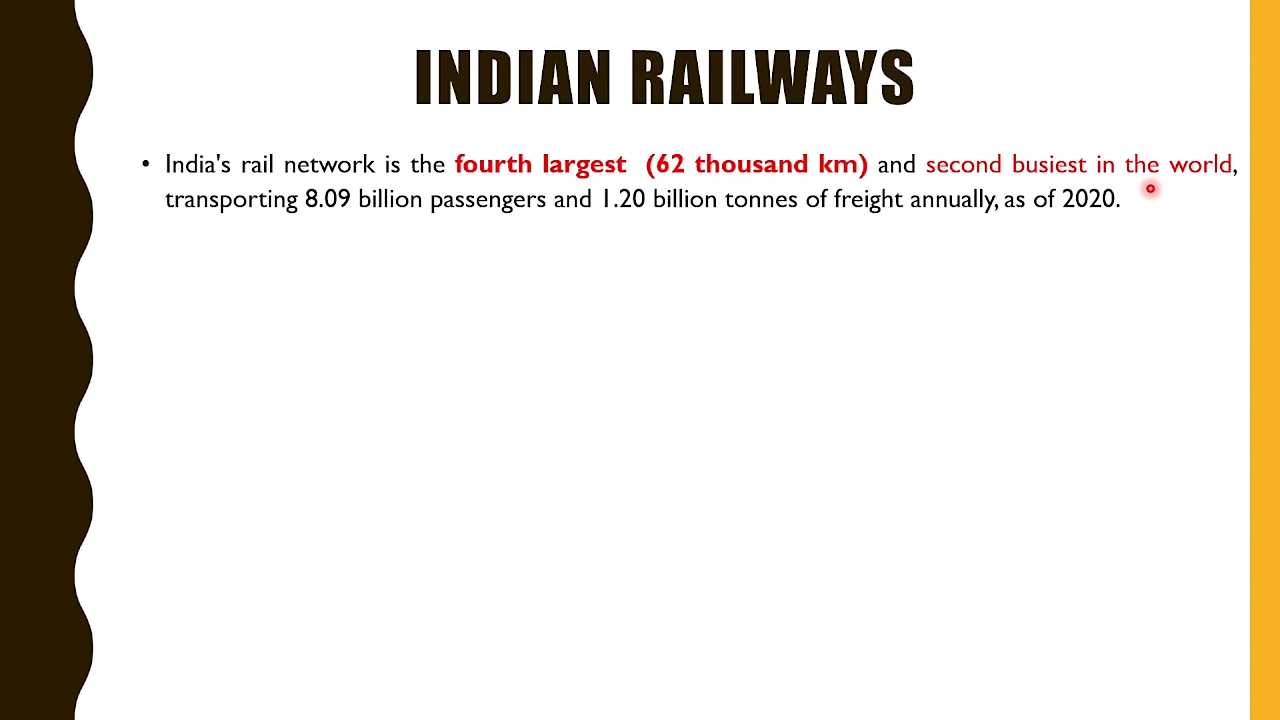 INDIAN RAILWAYS
• India's rail network is the fourth largest (62 thousand km) and second busiest in the world,
transporting 8.09 billion passengers and 1.20 billion tonnes of freight annually, as of 2020.